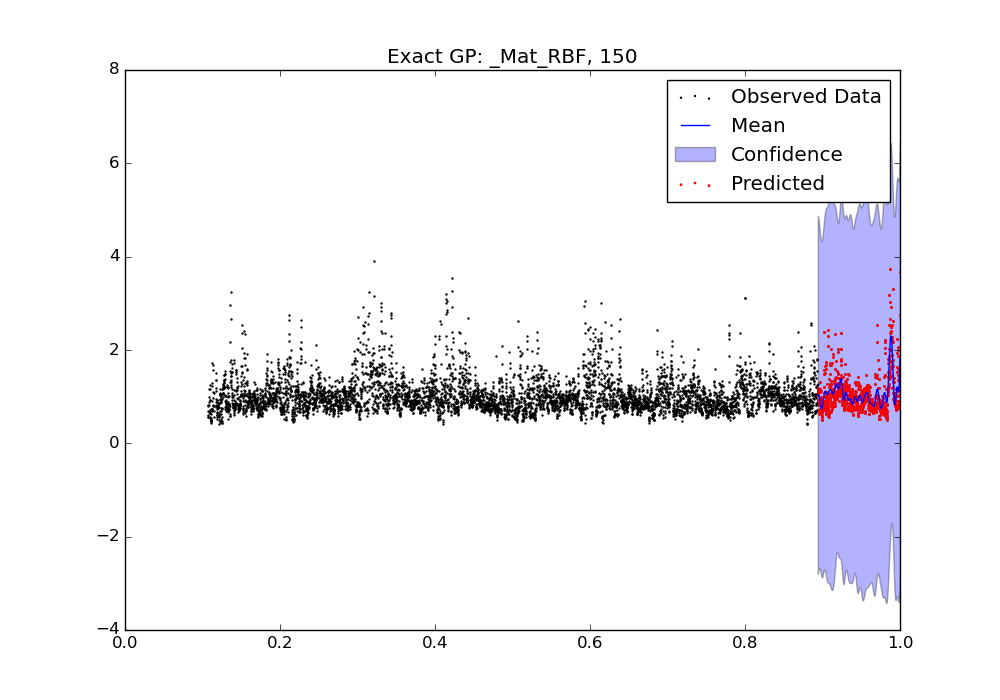 Exact GP: _Mat_RBF, 150
8
6
4
2
0
−2
−4
Observed Data
Mean
Confidence
Predicted
0.0 0.2 0.4 0.6 0.8 1.0